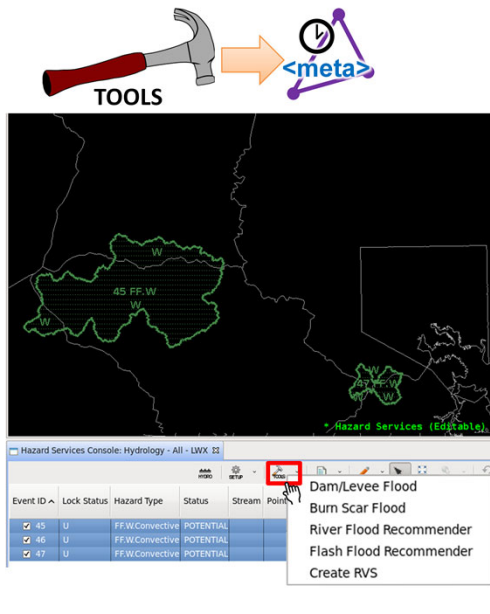 TOOLS
<meta>
W
45 FF.W
W
W
W
47 FF.W
W W
* Hazard Services (Editable)
Hazard Services Console: Hydrology - All - LWX
HYDRO SETUP TOOLS
Event ID Lock Status Hazard Type Status Stream Point
45 U FF.W.Convective POTENTIAL
46 U FF.W.Convective POTENTIAL
47 U FF.W.Convective POTENTIAL
Dam/Levee Flood
Burn Scar Flood
River Flood Recommender
Flash Flood Recommender
Create RVS